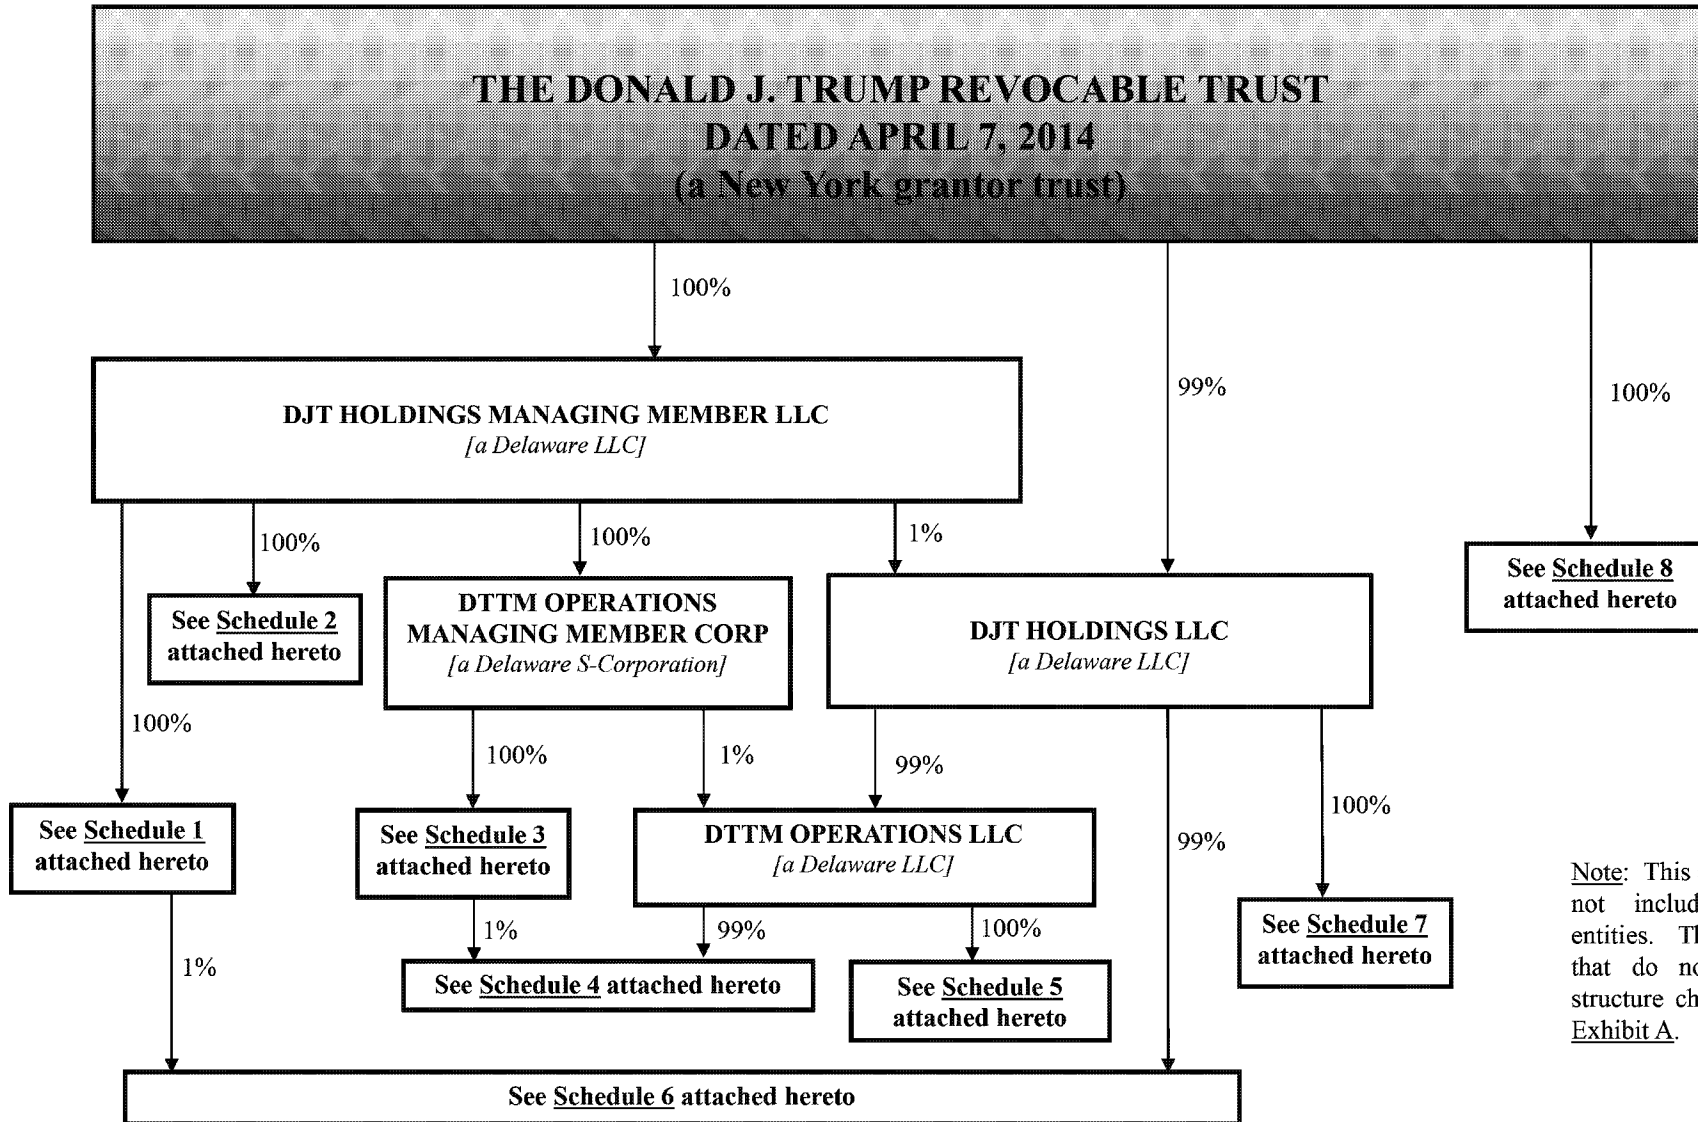 THE DONALD J. TRUMP REVOCABLE TRUST
DATED APRIL 7, 2014
(a New York grantor trust)
100%
99%
100%
DJT HOLDINGS MANAGING MEMBER LLC
[a Delaware LLC]
100%
100%
100%
1%
See Schedule 8
attached hereto
See Schedule 2
attached hereto
DTTM OPERATIONS
MANAGING MEMBER CORP
[a Delaware S-Corporation]
DJT HOLDINGS LLC
[a Delaware LLC]
100%
1%
99%
99%
100%
See Schedule 1
attached hereto
See Schedule 3
attached hereto
DTTM OPERATIONS LLC
[a Delaware LLC]
See Schedule 7
attached hereto
1%
1%
99%
100%
See Schedule 4 attached hereto
See Schedule 5
attached hereto
See Schedule 6 attached hereto
Note: This
not
entities.
that do
structure
Exhibit A.